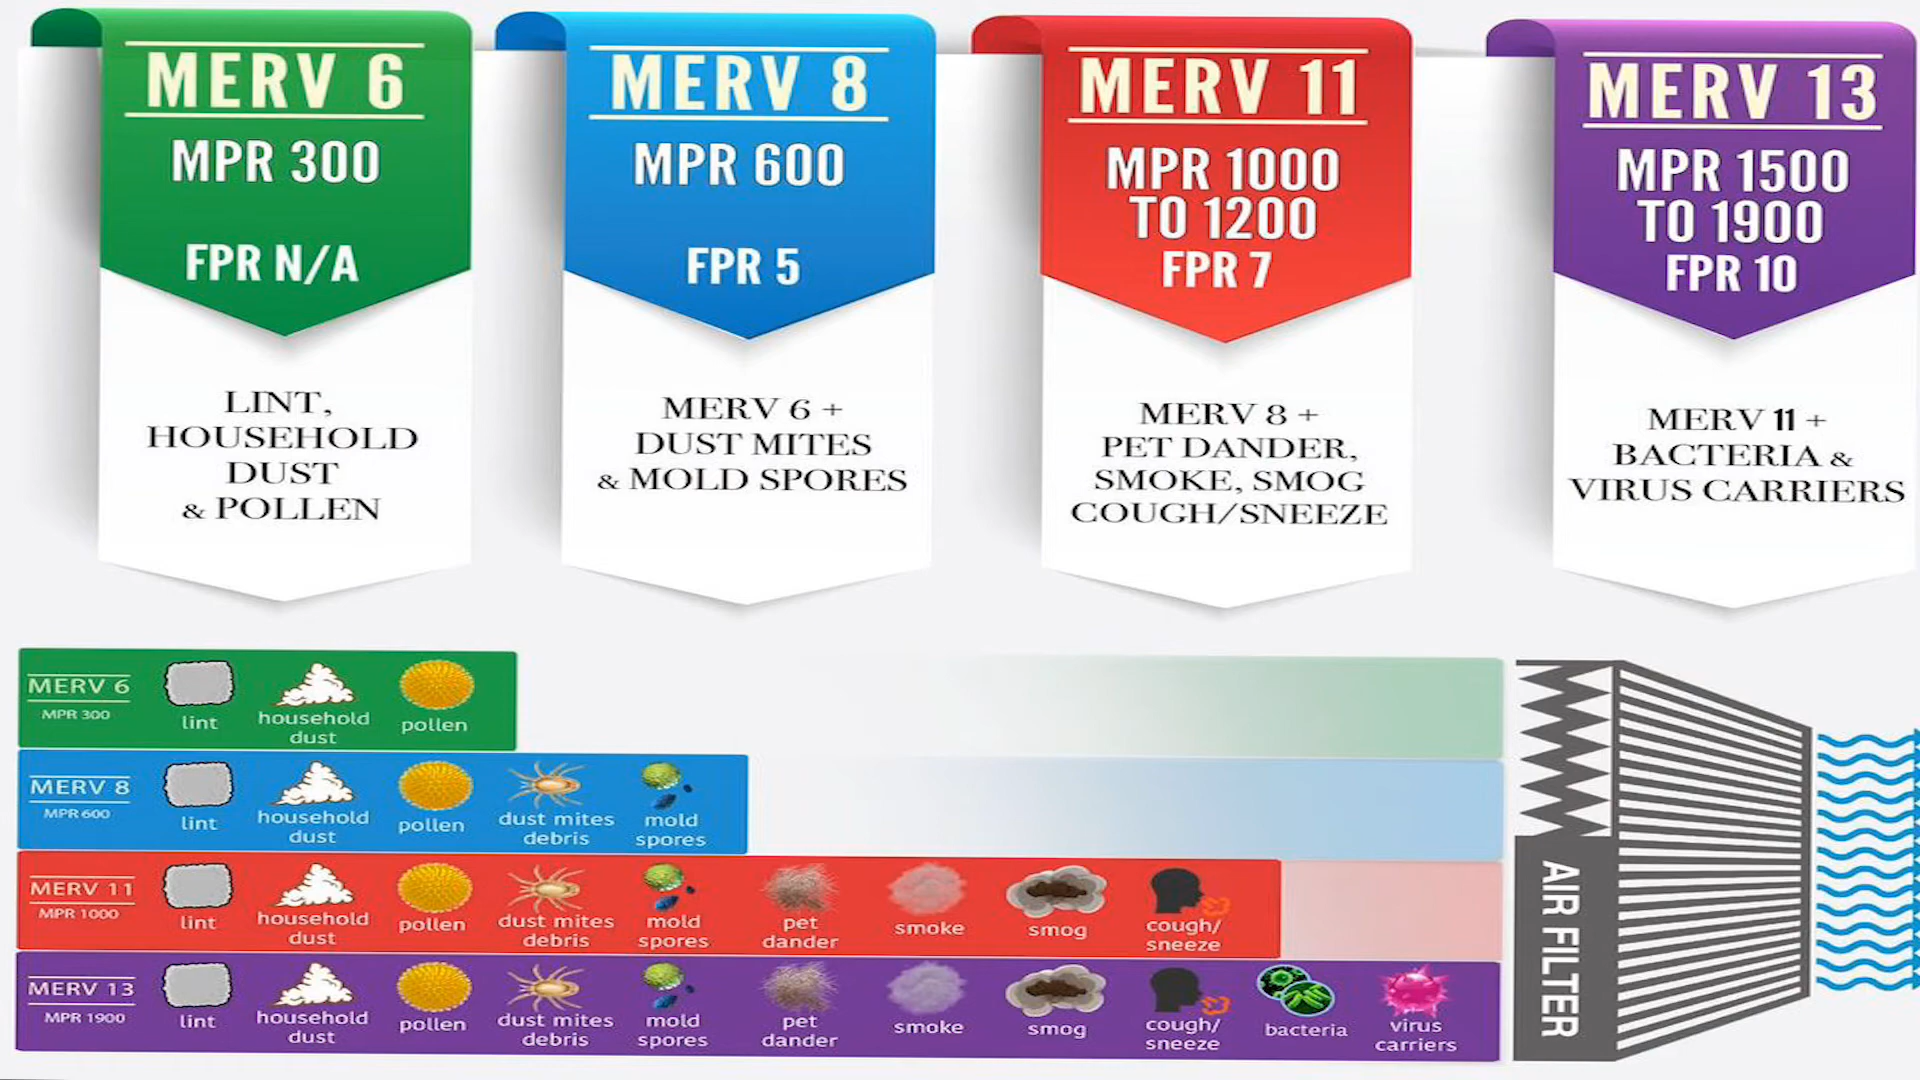 MERV 6
MPR 300
FPR N/A
LINT,
HOUSEHOLD
DUST
& POLLEN
MERV 8
MPR 600
FPR 5
MERV 6 +
DUST MITES
& MOLD SPORES
MERV 11
MPR 1000
TO 1200
FPR 7
MERV 8 +
PET DANDER,
SMOKE, SMOG
COUGH/SNEEZE
MERV 13
MPR 1500
TO 1900
FPR 10
MERV 11 +
BACTERIA &
VIRUS CARRIERS
MERV 6
MPR 300
lint
household
dust
pollen
MERV 8
MPR 600
lint
household
dust
pollen
dust mites
debris
mold
spores
MERV 11
MPR 1000
lint
household
dust
pollen
dust mites
debris
mold
spores
pet
dander
smoke
smog
cough/
sneeze
MERV 13
MPR 1900
lint
household
dust
pollen
dust mites
debris
mold
spores
pet
dander
smoke
smog
cough/
sneeze
bacteria
virus
carriers
AIR FILTER